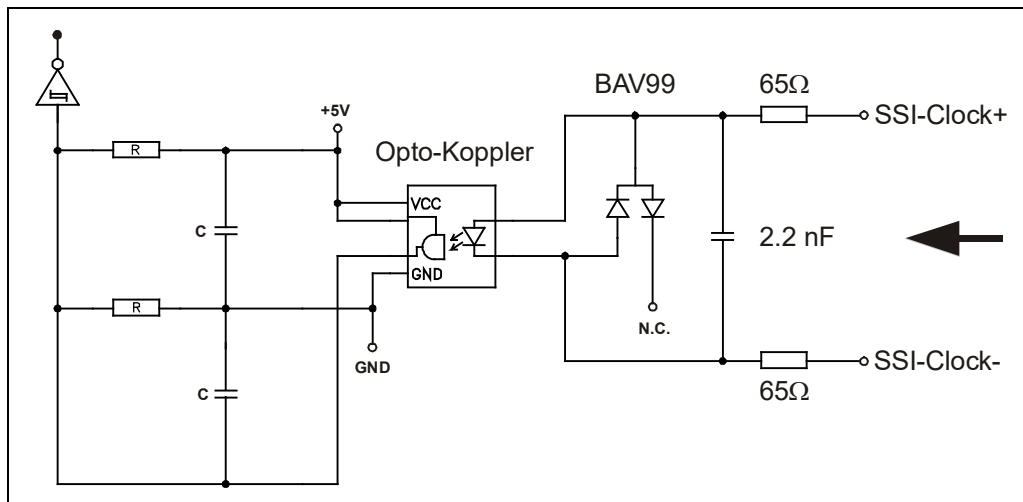 BAV99
65Ω
SSI-Clock+
+5V
Opto-Koppler
R
VCC
C
2.2 nF
GND
R
N.C.
GND
SSI-Clock-
C
65Ω